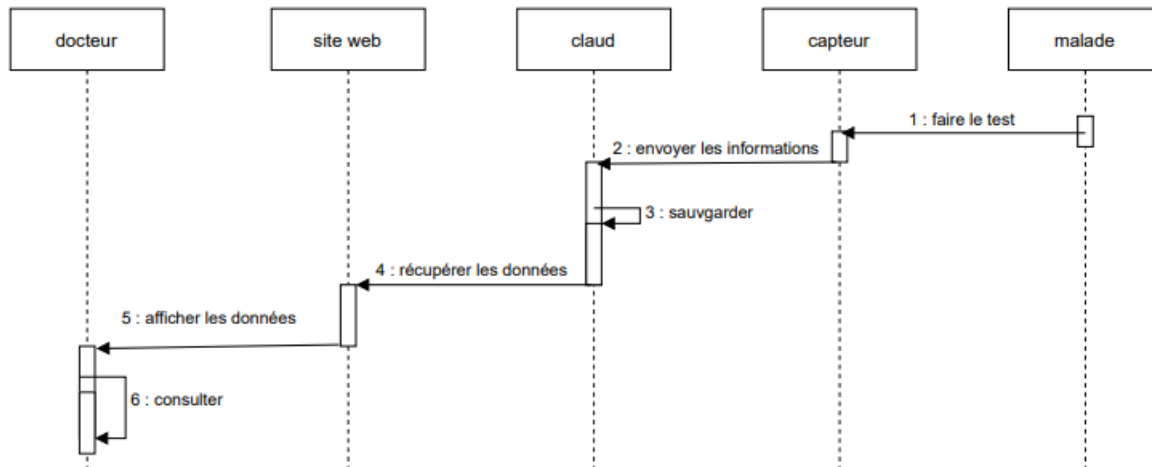 docteur
site web
claud
capteur
malade
1 : faire le test
2 : envoyer les informations
3 : sauvgarder
4 : récupérer les données
5 : afficher les données
6 : consulter